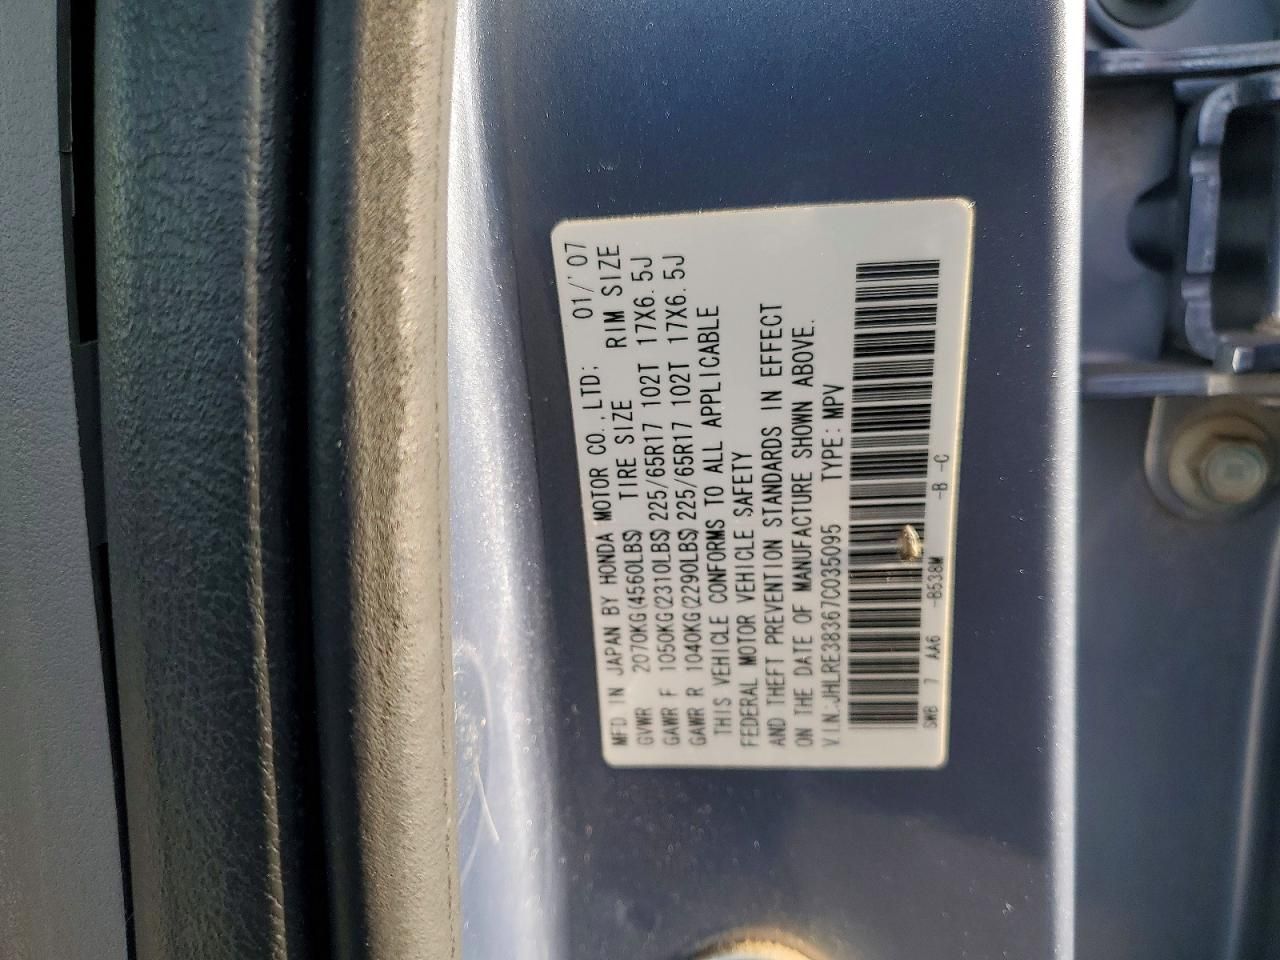 MFD IN JAPAN BY HONDA MOTOR CO.,LTD: 01/'07
GVWR 2070KG(4560LBS) TIRE SIZE RIM SIZE
GAWR F 1050KG(2310LBS) 225/65R17 102T 17X6.5J
GAWR R 1040KG(2290LBS) 225/65R17 102T 17X6.5J
THIS VEHICLE CONFORMS TO ALL APPLICABLE
FEDERAL MOTOR VEHICLE SAFETY
AND THEFT PREVENTION STANDARDS IN EFFECT
ON THE DATE OF MANUFACTURE SHOWN ABOVE.
VIN:JHLRE38367C035095 TYPE: MPV
SWB 7 AA6 -B538M -B -C